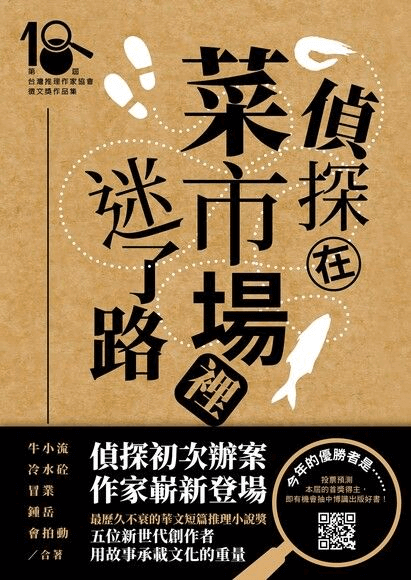 18
第 屆
台灣推理作家協會
徵文獎作品集
偵探在
菜市場裡
迷了路
牛小流
冷水砼
冒業
鍾岳
會拍動
／合著
偵探初次辦案
作家嶄新登場
最歷久不衰的華文短篇推理小說獎
五位新世代創作者
用故事承載文化的重量
今年的優勝者是……
投票預測
本屆的首獎得主，
即有機會抽中博識出版好書！